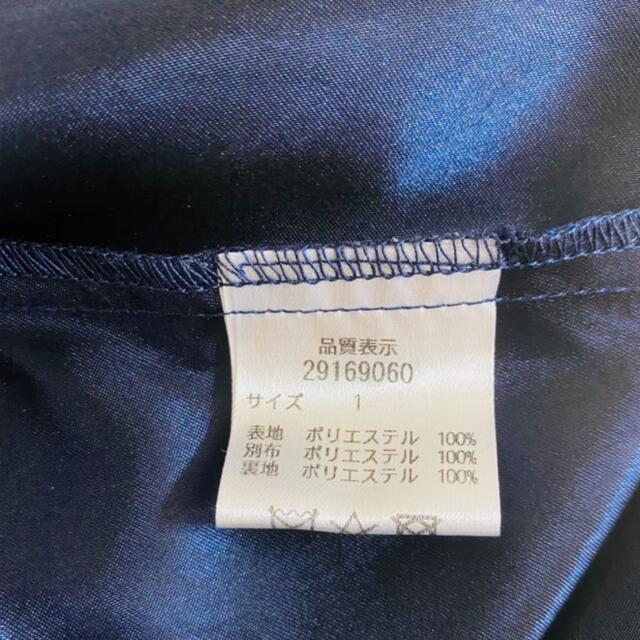 品質表示
29169060
サイズ 1
表地 ポリエステル 100%
別布 ポリエステル 100%
裏地 ポリエステル 100%